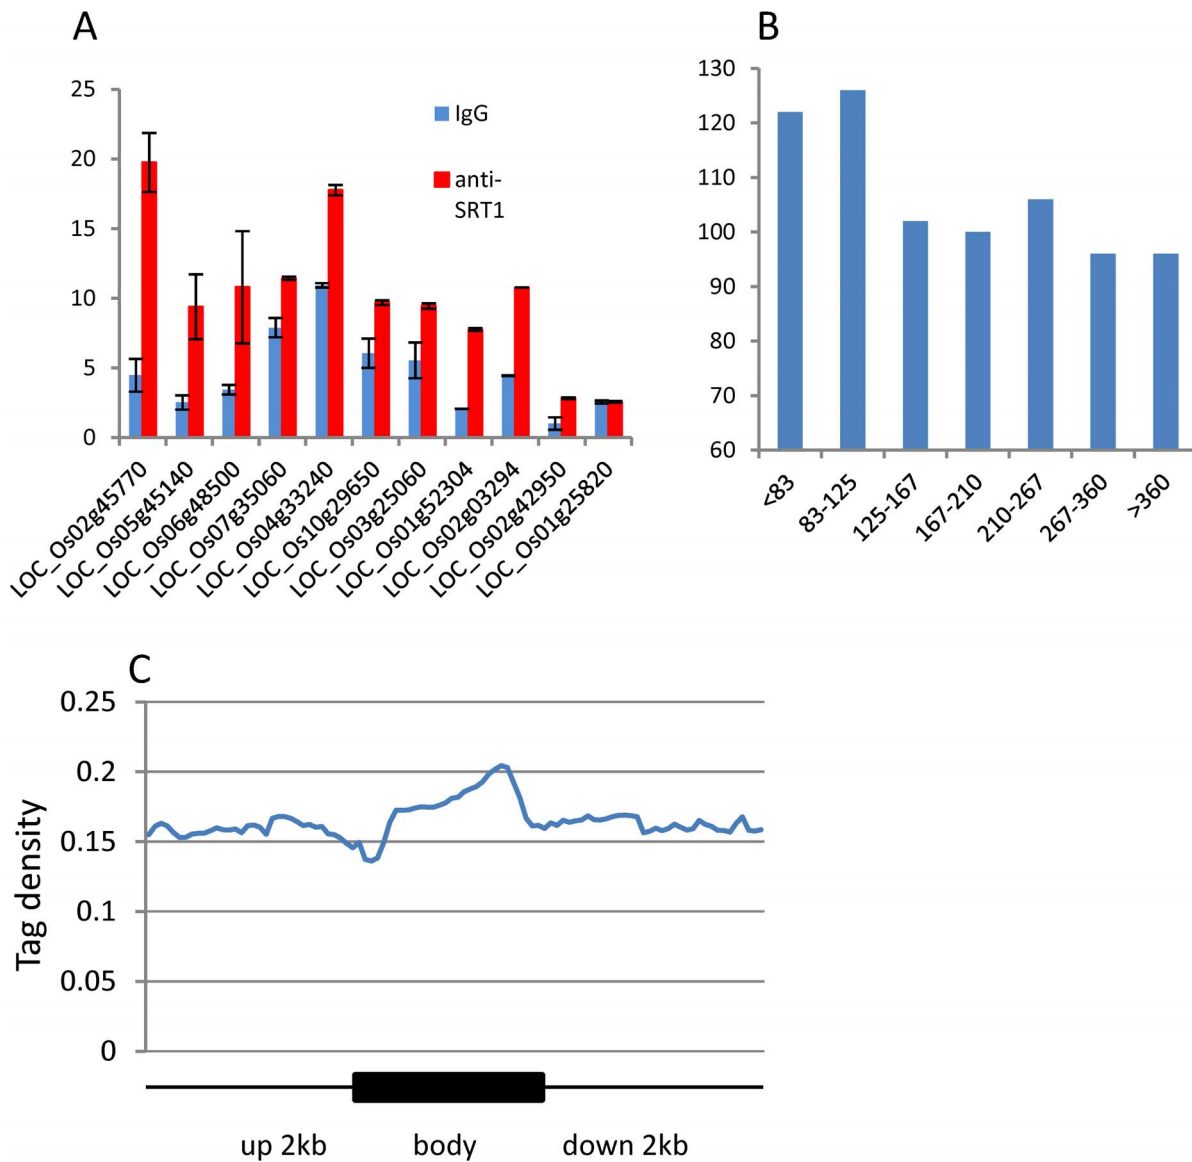 A
25
20
15
10
5
0
IgG
anti-
SRT1
LOC_Os02g45770
LOC_Os05g45140
LOC_Os06g48500
LOC_Os07g35060
LOC_Os04g33240
LOC_Os10g29650
LOC_Os03g25060
LOC_Os01g52304
LOC_Os02g03294
LOC_Os02g42950
LOC_Os01g25820
B
130
120
110
100
90
80
70
60
<83
83-125
125-167
167-210
210-267
267-360
>360
C
Tag density
0.25
0.2
0.15
0.1
0.05
0
up 2kb
body
down 2kb